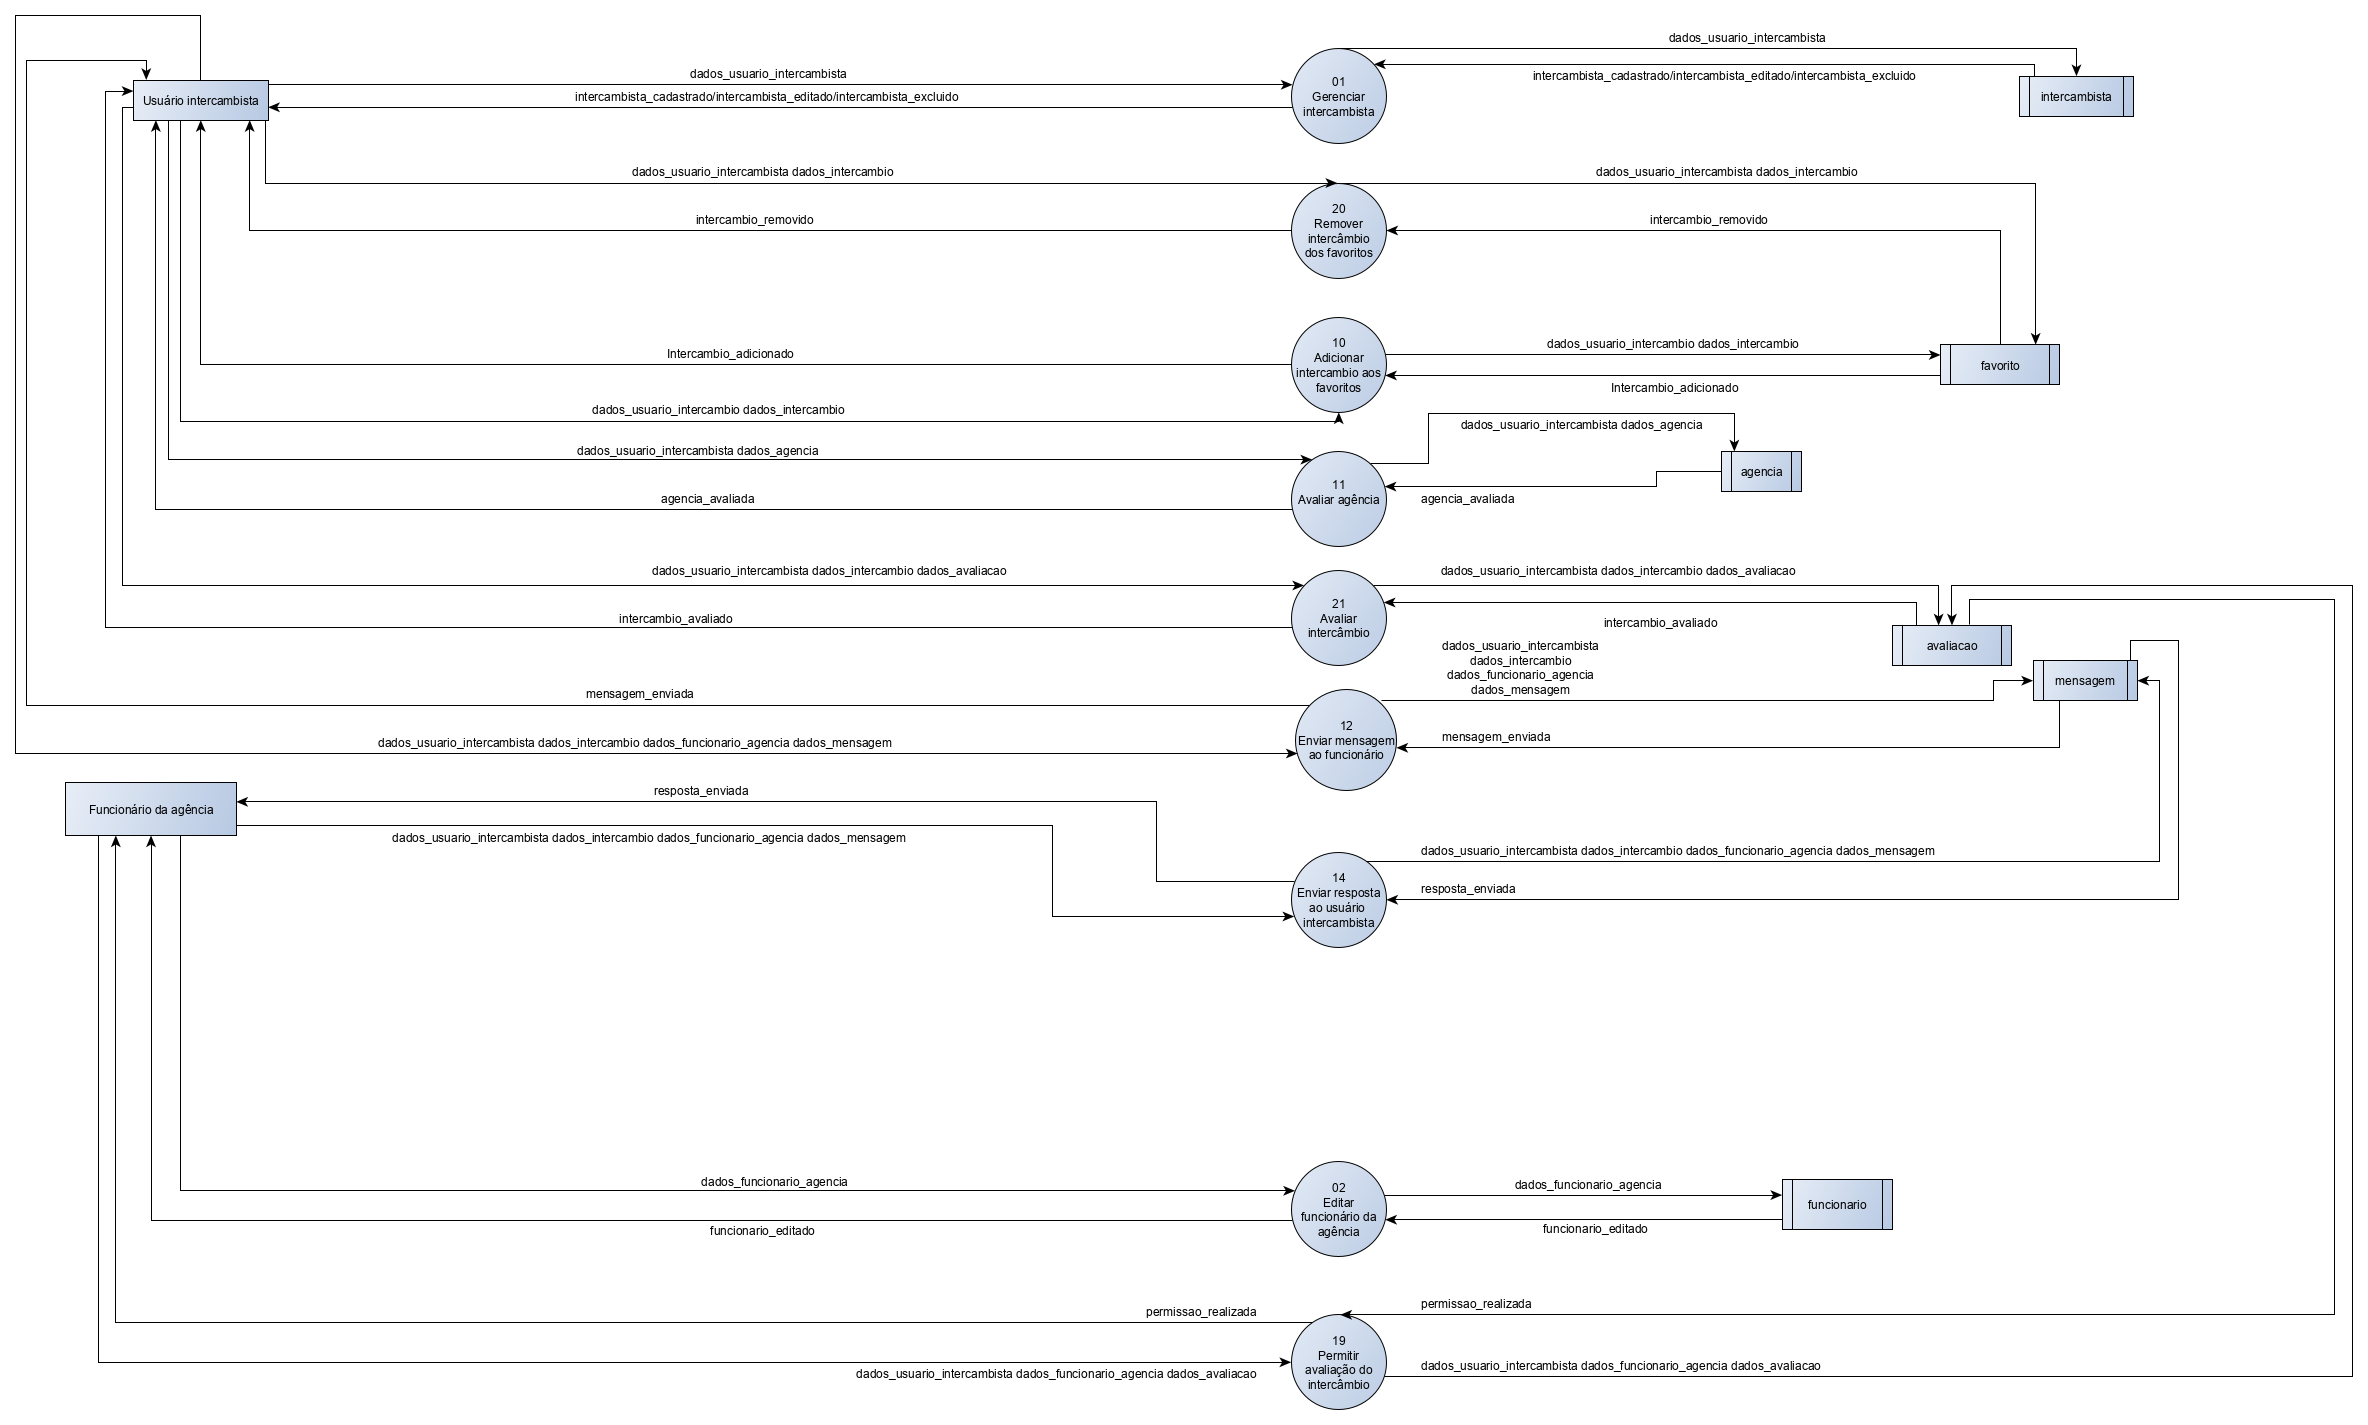 dados_usuario_intercambista
dados_usuario_intercambista
intercambista_cadastrado/intercambista_editado/intercambista_excluido
Usuário intercambista
intercambista_cadastrado/intercambista_editado/intercambista_excluido
01
Gerenciar
intercambista
intercambista
dados_usuario_intercambista dados_intercambio
dados_usuario_intercambista dados_intercambio
intercambio_removido
20
Remover
intercâmbio
dos favoritos
intercambio_removido
Intercambio_adicionado
10
Adicionar
intercambio aos
favoritos
dados_usuario_intercambio dados_intercambio
favorito
Intercambio_adicionado
dados_usuario_intercambio dados_intercambio
dados_usuario_intercambista dados_agencia
dados_usuario_intercambista dados_agencia
agencia
11
Avaliar agência
agencia_avaliada
agencia_avaliada
dados_usuario_intercambista dados_intercambio dados_avaliacao
dados_usuario_intercambista dados_intercambio dados_avaliacao
21
Avaliar
intercâmbio
intercambio_avaliado
intercambio_avaliado
avaliacao
dados_usuario_intercambista
dados_intercambio
dados_funcionario_agencia
dados_mensagem
mensagem
mensagem_enviada
12
Enviar mensagem
ao funcionário
mensagem_enviada
dados_usuario_intercambista dados_intercambio dados_funcionario_agencia dados_mensagem
Funcionário da agência
resposta_enviada
dados_usuario_intercambista dados_intercambio dados_funcionario_agencia dados_mensagem
dados_usuario_intercambista dados_intercambio dados_funcionario_agencia dados_mensagem
14
Enviar resposta
ao usuário
intercambista
resposta_enviada
dados_funcionario_agencia
02
Editar
funcionário da
agência
dados_funcionario_agencia
funcionario
funcionario_editado
funcionario_editado
permissao_realizada
permissao_realizada
19
Permitir
avaliação do
intercâmbio
dados_usuario_intercambista dados_funcionario_agencia dados_avaliacao
dados_usuario_intercambista dados_funcionario_agencia dados_avaliacao